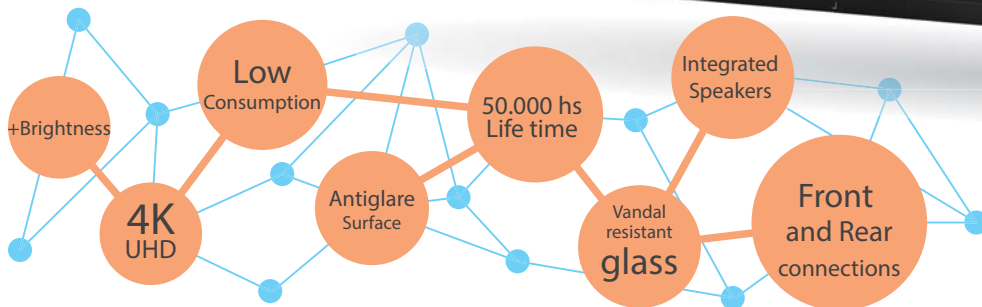 +Brightness
4K
UHD
Low
Consumption
Antiglare
Surface
50.000 hs
Life time
Vandal
resistant
glass
Integrated
Speakers
Front
and Rear
connections